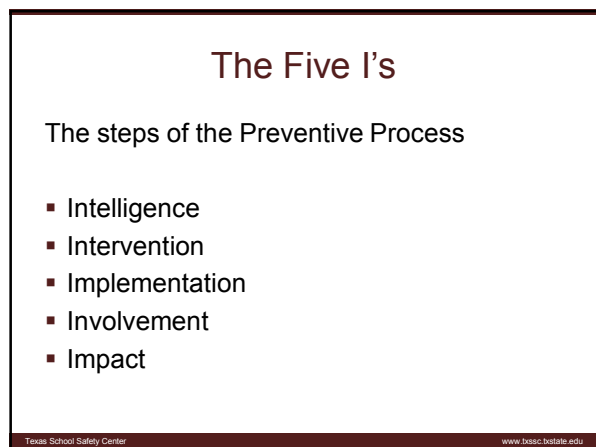 The Five I's
The steps of the Preventive Process
▪ Intelligence
▪ Intervention
▪ Implementation
▪ Involvement
▪ Impact
Texas School Safety Center www.txssc.txstate.edu